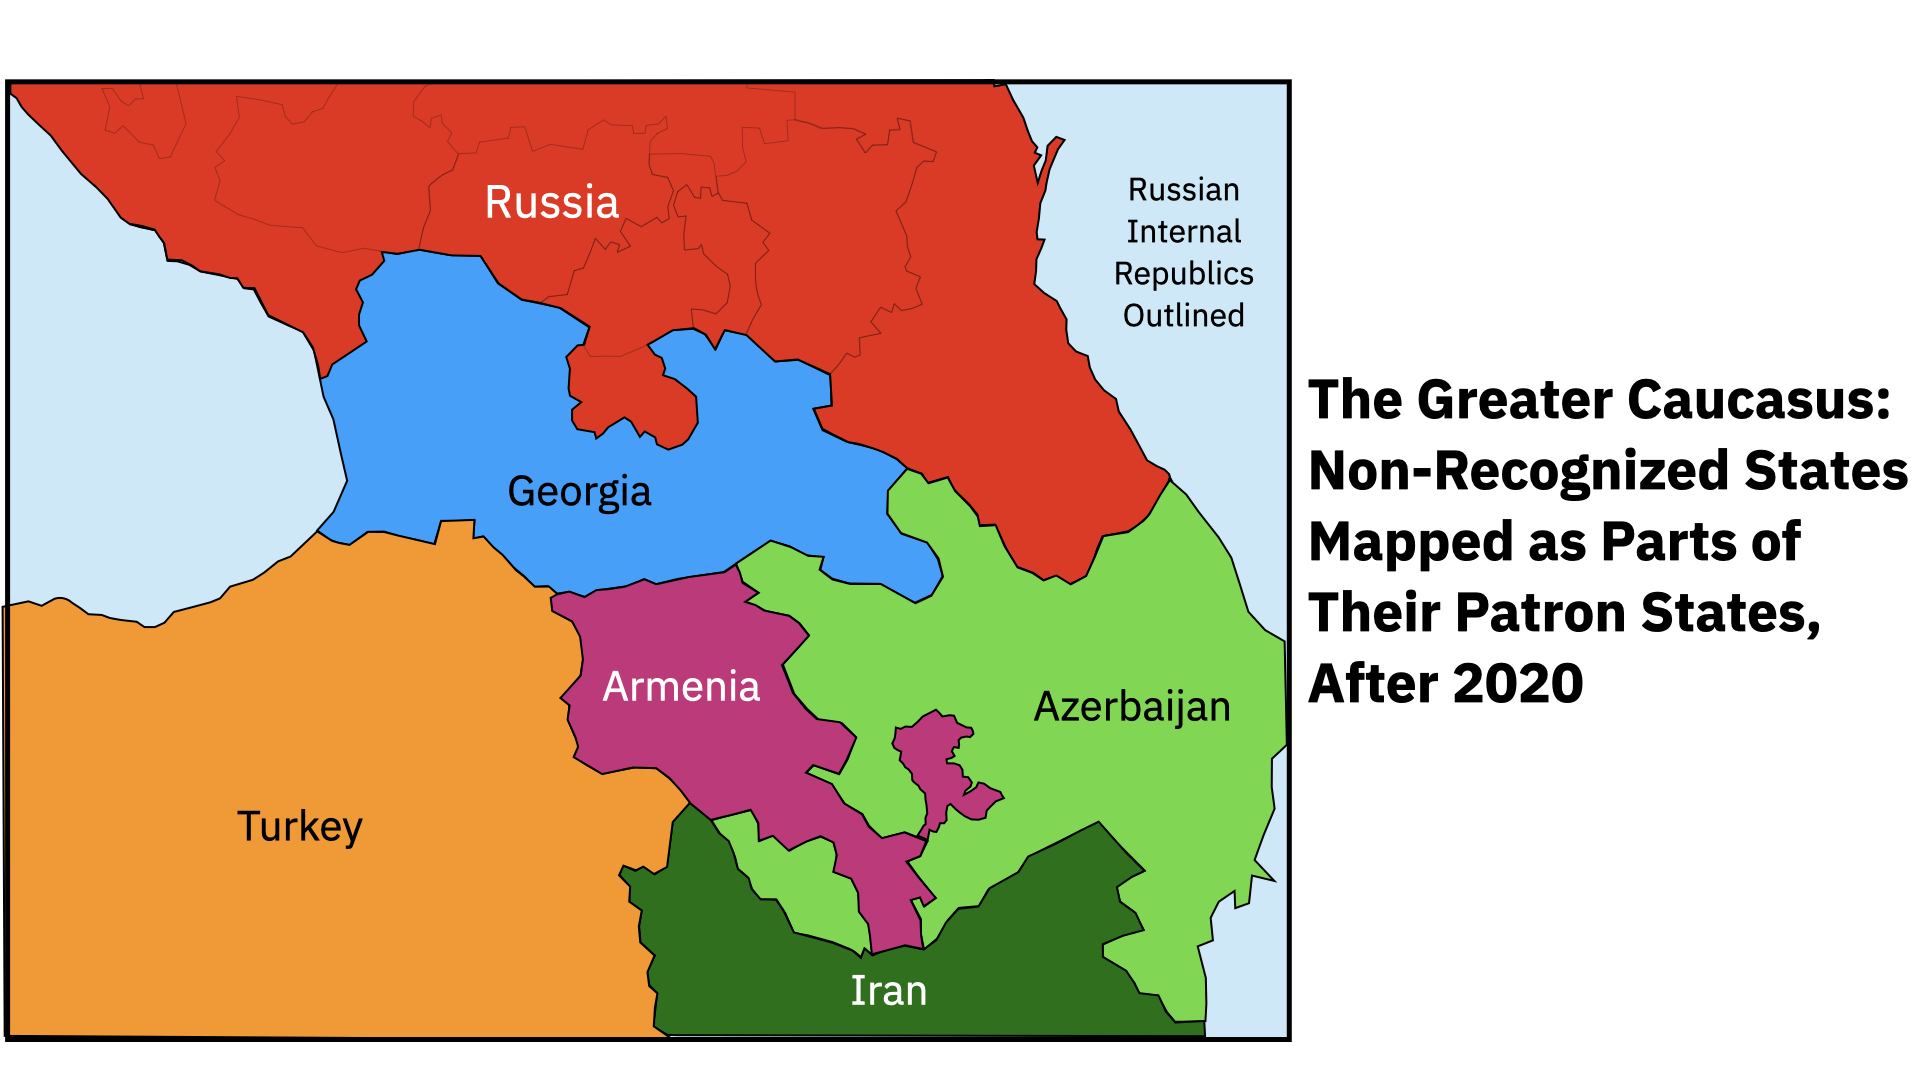 Russia
Russian
Internal
Republics
Outlined
Georgia
Armenia
Azerbaijan
Turkey
Iran
The Greater Caucasus:
Non-Recognized States
Mapped as Parts of
Their Patron States,
After 2020